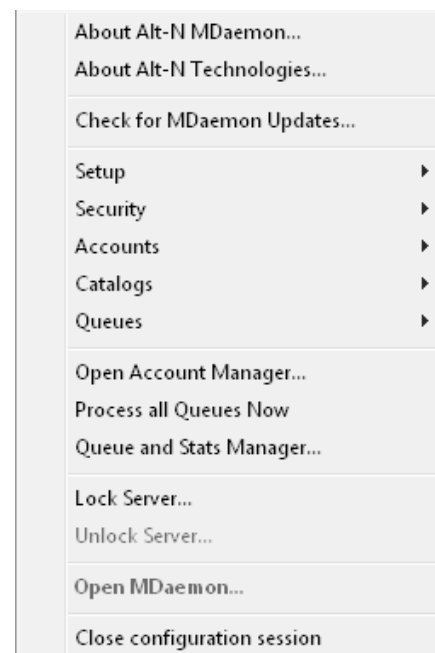 About Alt-N MDaemon...
About Alt-N Technologies...
Check for MDaemon Updates...
Setup
Security
Accounts
Catalogs
Queues
Open Account Manager...
Process all Queues Now
Queue and Stats Manager...
Lock Server...
Unlock Server...
Open MDaemon...
Close configuration session